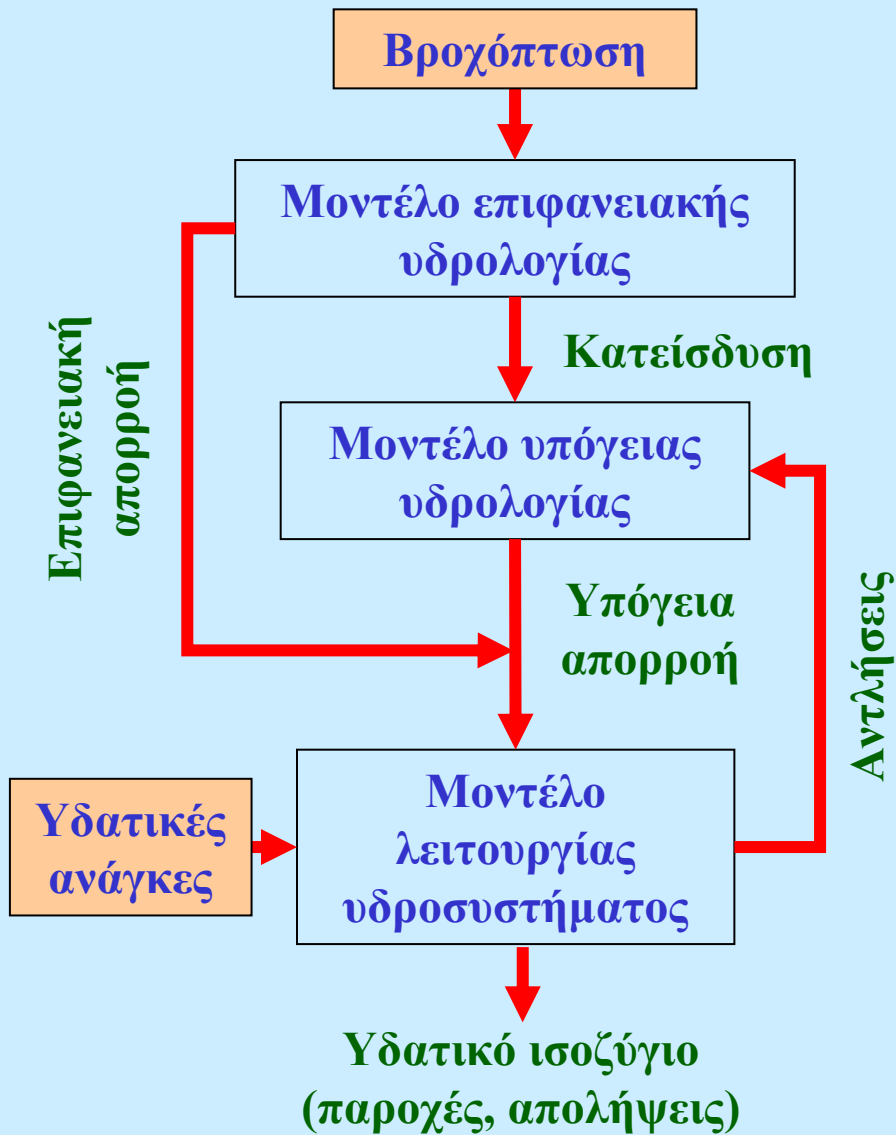 Βροχόπτωση
Μοντέλο επιφανειακής
υδρολογίας
Επιφανειακή
απορροή
Κατείσδυση
Μοντέλο υπόγειας
υδρολογίας
Υπόγεια
απορροή
Αντλήσεις
Υδατικές
ανάγκες
Μοντέλο
λειτουργίας
υδροσυστήματος
Υδατικό ισοζύγιο
(παροχές, απολήψεις)